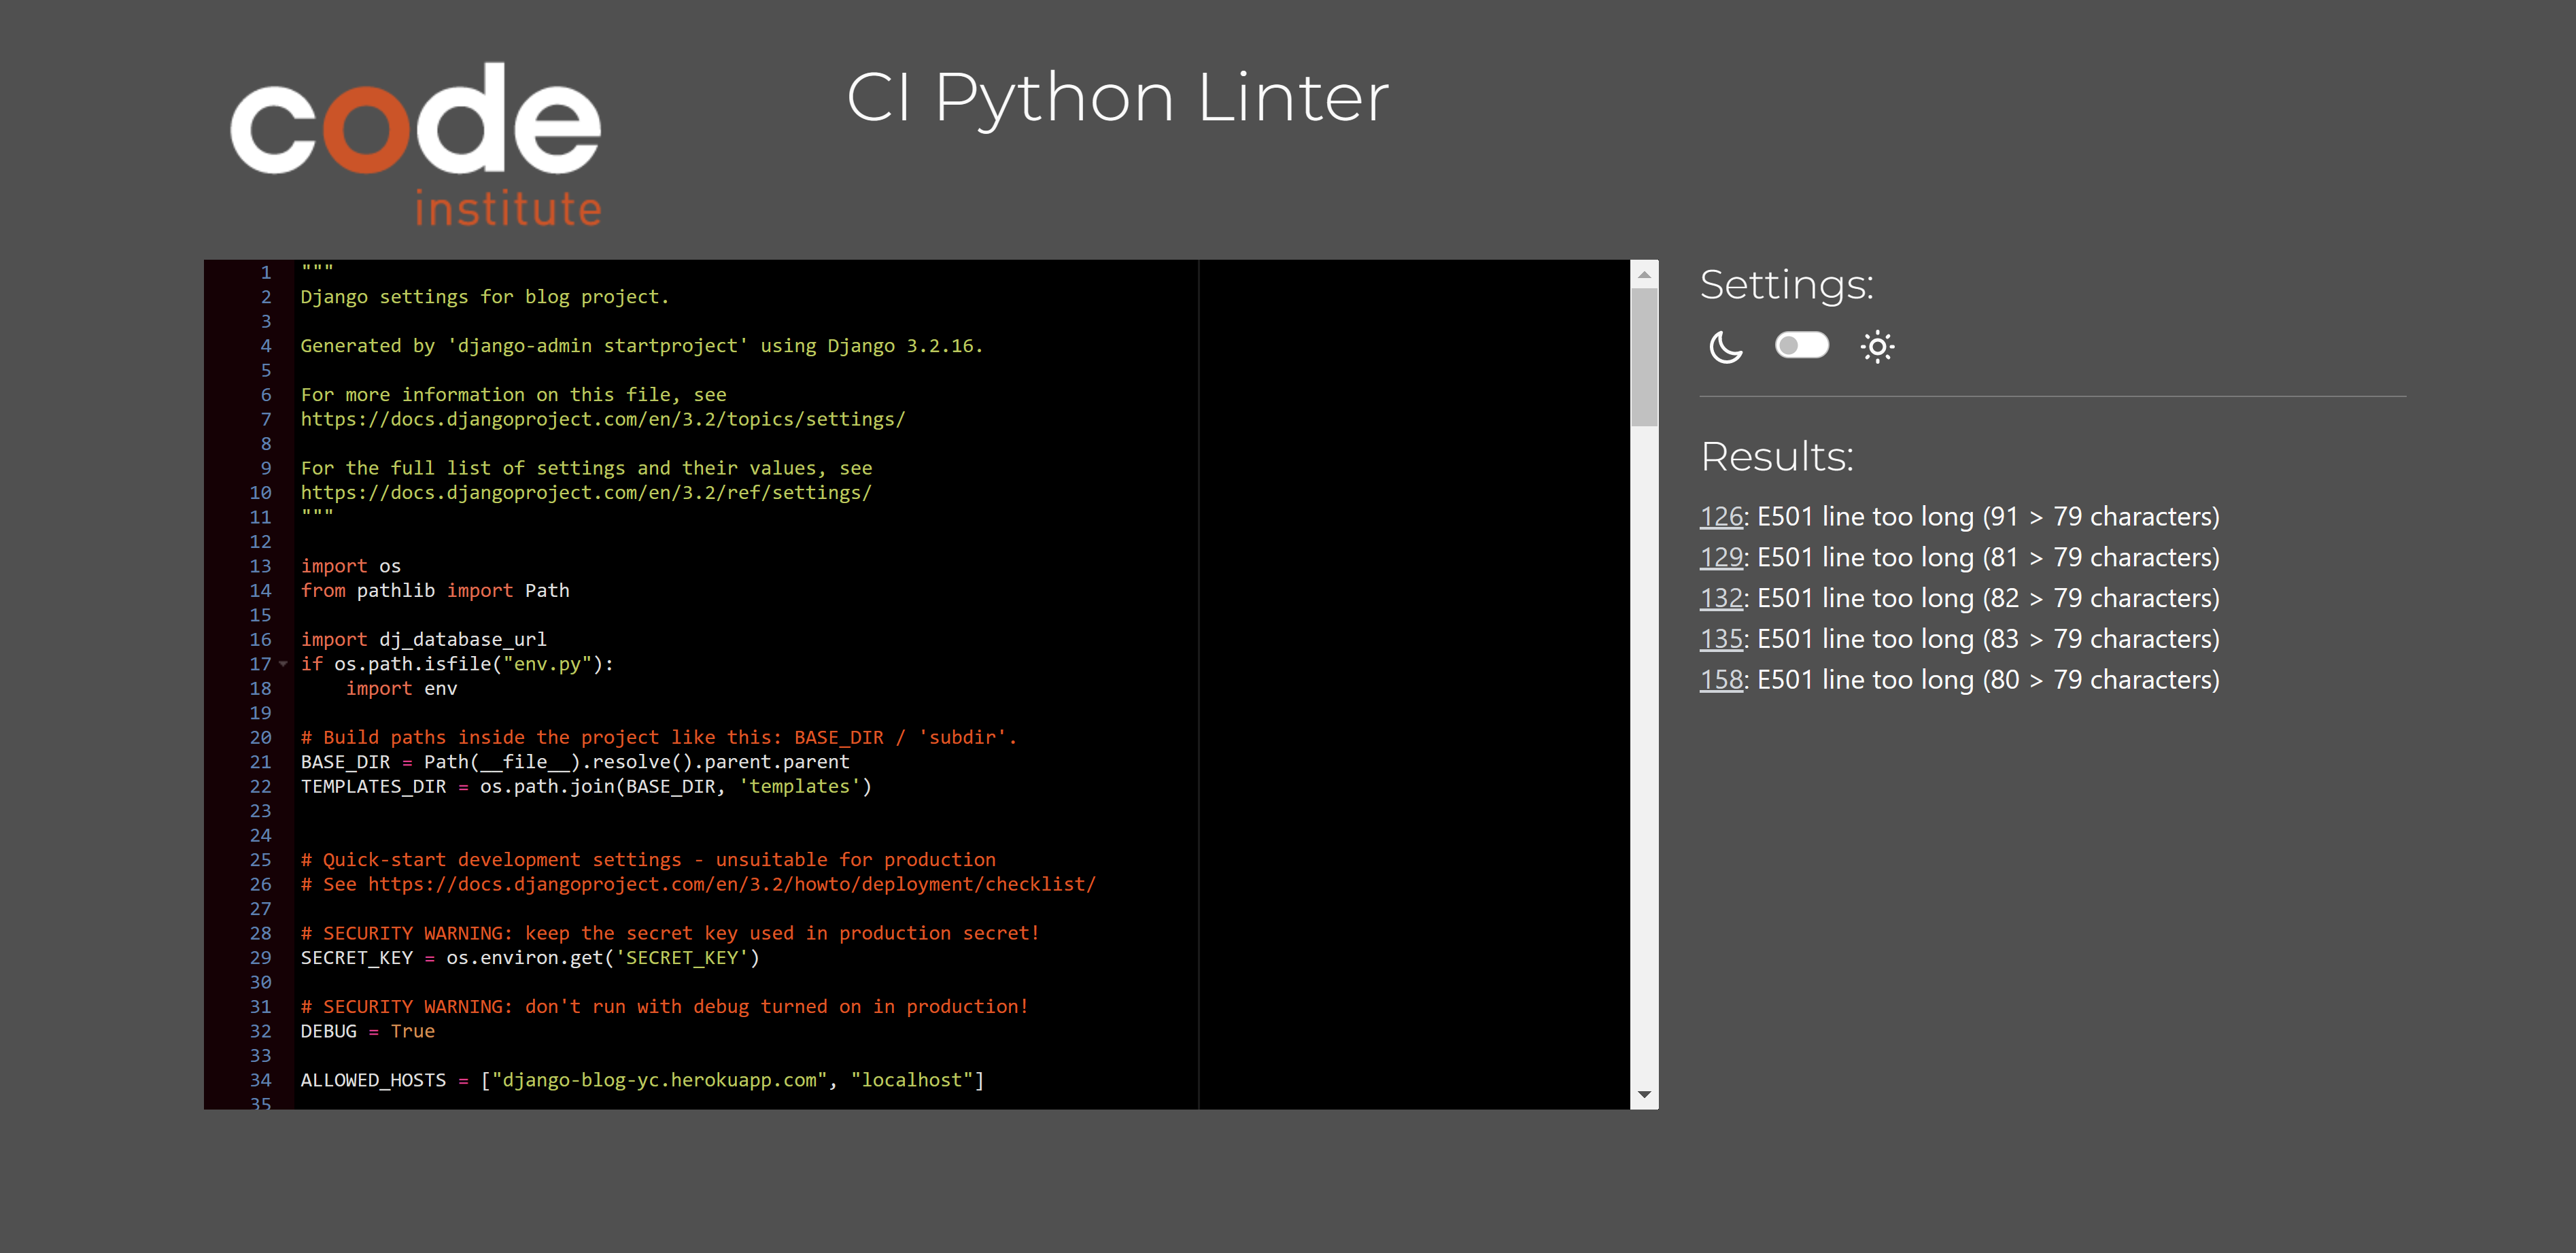 code
institute
CI Python Linter
1 """
2 Django settings for blog project.
3
4 Generated by 'django-admin startproject' using Django 3.2.16.
5
6 For more information on this file, see
7 https://docs.djangoproject.com/en/3.2/topics/settings/
8
9 For the full list of settings and their values, see
10 https://docs.djangoproject.com/en/3.2/ref/settings/
11 """
12
13 import os
14 from pathlib import Path
15
16 import dj_database_url
17 if os.path.isfile("env.py"):
18     import env
19
20 # Build paths inside the project like this: BASE_DIR / 'subdir'.
21 BASE_DIR = Path(__file__).resolve().parent.parent
22 TEMPLATES_DIR = os.path.join(BASE_DIR, 'templates')
23
24
25 # Quick-start development settings - unsuitable for production
26 # See https://docs.djangoproject.com/en/3.2/howto/deployment/checklist/
27
28 # SECURITY WARNING: keep the secret key used in production secret!
29 SECRET_KEY = os.environ.get('SECRET_KEY')
30
31 # SECURITY WARNING: don't run with debug turned on in production!
32 DEBUG = True
33
34 ALLOWED_HOSTS = ["django-blog-yc.herokuapp.com", "localhost"]
35
Settings:
Results:
126: E501 line too long (91 > 79 characters)
129: E501 line too long (81 > 79 characters)
132: E501 line too long (82 > 79 characters)
135: E501 line too long (83 > 79 characters)
158: E501 line too long (80 > 79 characters)